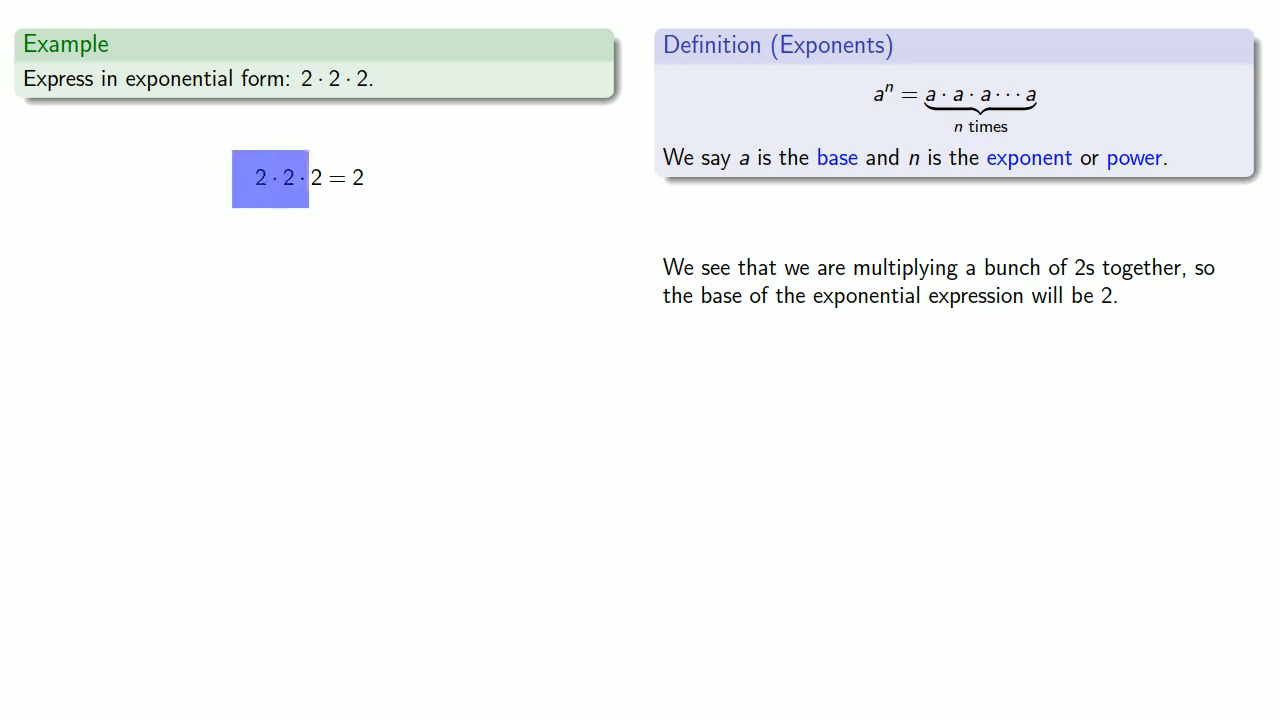 Example
Express in exponential form: 2 · 2 · 2.
2 · 2 · 2 = 2
Definition (Exponents)
aⁿ = a · a · a · · · a
n times
We say a is the base and n is the exponent or power.
We see that we are multiplying a bunch of 2s together, so
the base of the exponential expression will be 2.